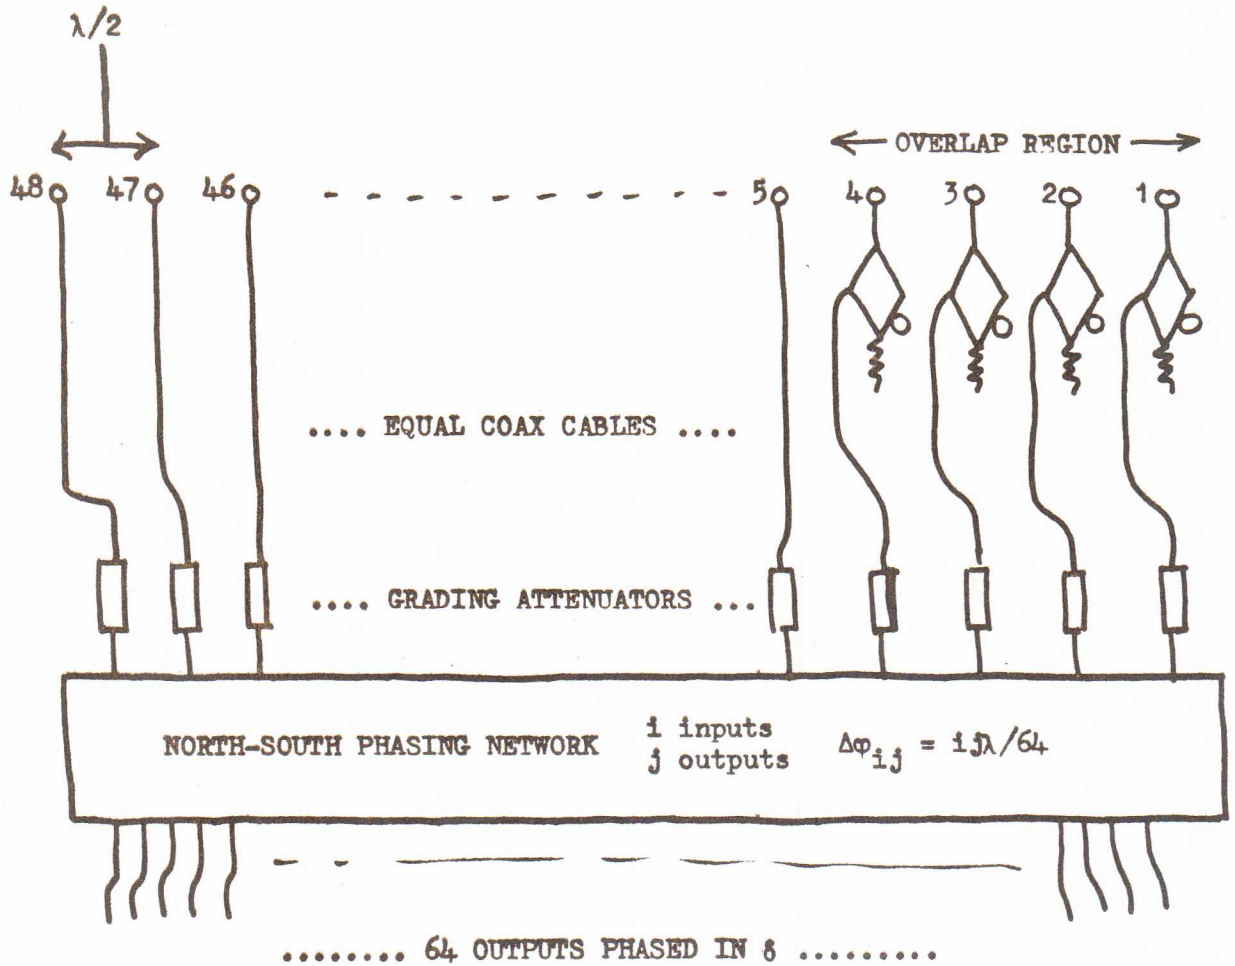 λ/2
← OVERLAP REGION →
48 47 46 - - - - - - - 5 4 3 2 1
.... EQUAL COAX CABLES ....
.... GRADING ATTENUATORS ...
NORTH-SOUTH PHASING NETWORK i inputs Δφij = ijλ/64
j outputs
........ 64 OUTPUTS PHASED IN δ .........